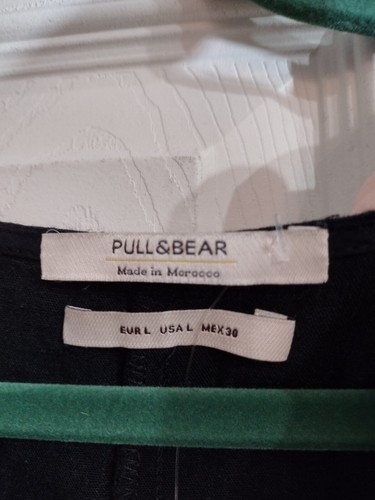 PULL&BEAR
Made in Morocco
EUR L USA L MEX 30